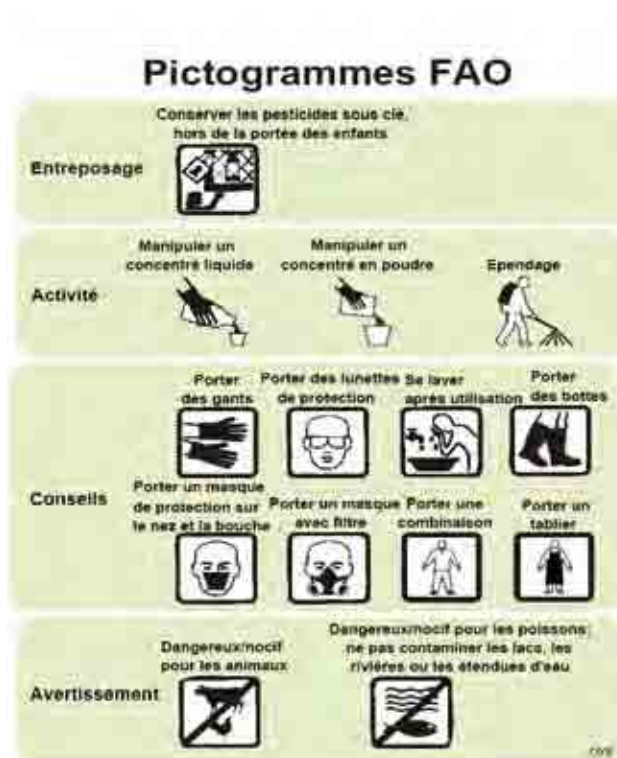 Pictogrammes FAO
Conserver les pesticides sous clé,
hors de la portée des enfants
Entreposage
Manipuler un
concentré liquide
Manipuler un
concentré en poudre
Ependage
Activité
Porter
des gants
Porter des lunettes
de protection
Se laver
après utilisation
Porter
des bottes
Conseils
Porter un masque
de protection sur
le nez et la bouche
Porter un masque
avec filtre
Porter une
combinaison
Porter un
tablier
Dangereux/nocif
pour les animaux
Dangereux/nocif pour les poissons;
ne pas contaminer les lacs, les
rivières ou les étendues d'eau
Avertissement